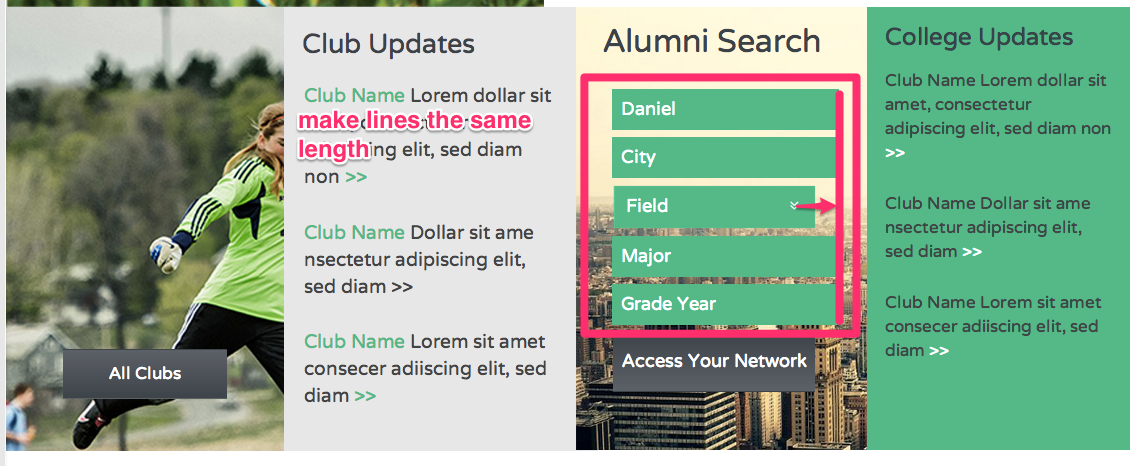 All Clubs
Club Updates
Club Name Lorem dollar sit
make lines the same
length
ing elit, sed diam
non >>
Club Name Dollar sit ame
nsectetur adipiscing elit,
sed diam >>
Club Name Lorem sit amet
consecer adiiscing elit, sed
diam >>
Alumni Search
Daniel
City
Field
Major
Grade Year
Access Your Network
College Updates
Club Name Lorem dollar sit
amet, consectetur
adipiscing elit, sed diam non
>>
Club Name Dollar sit ame
nsectetur adipiscing elit,
sed diam >>
Club Name Lorem sit amet
consecer adiiscing elit, sed
diam >>